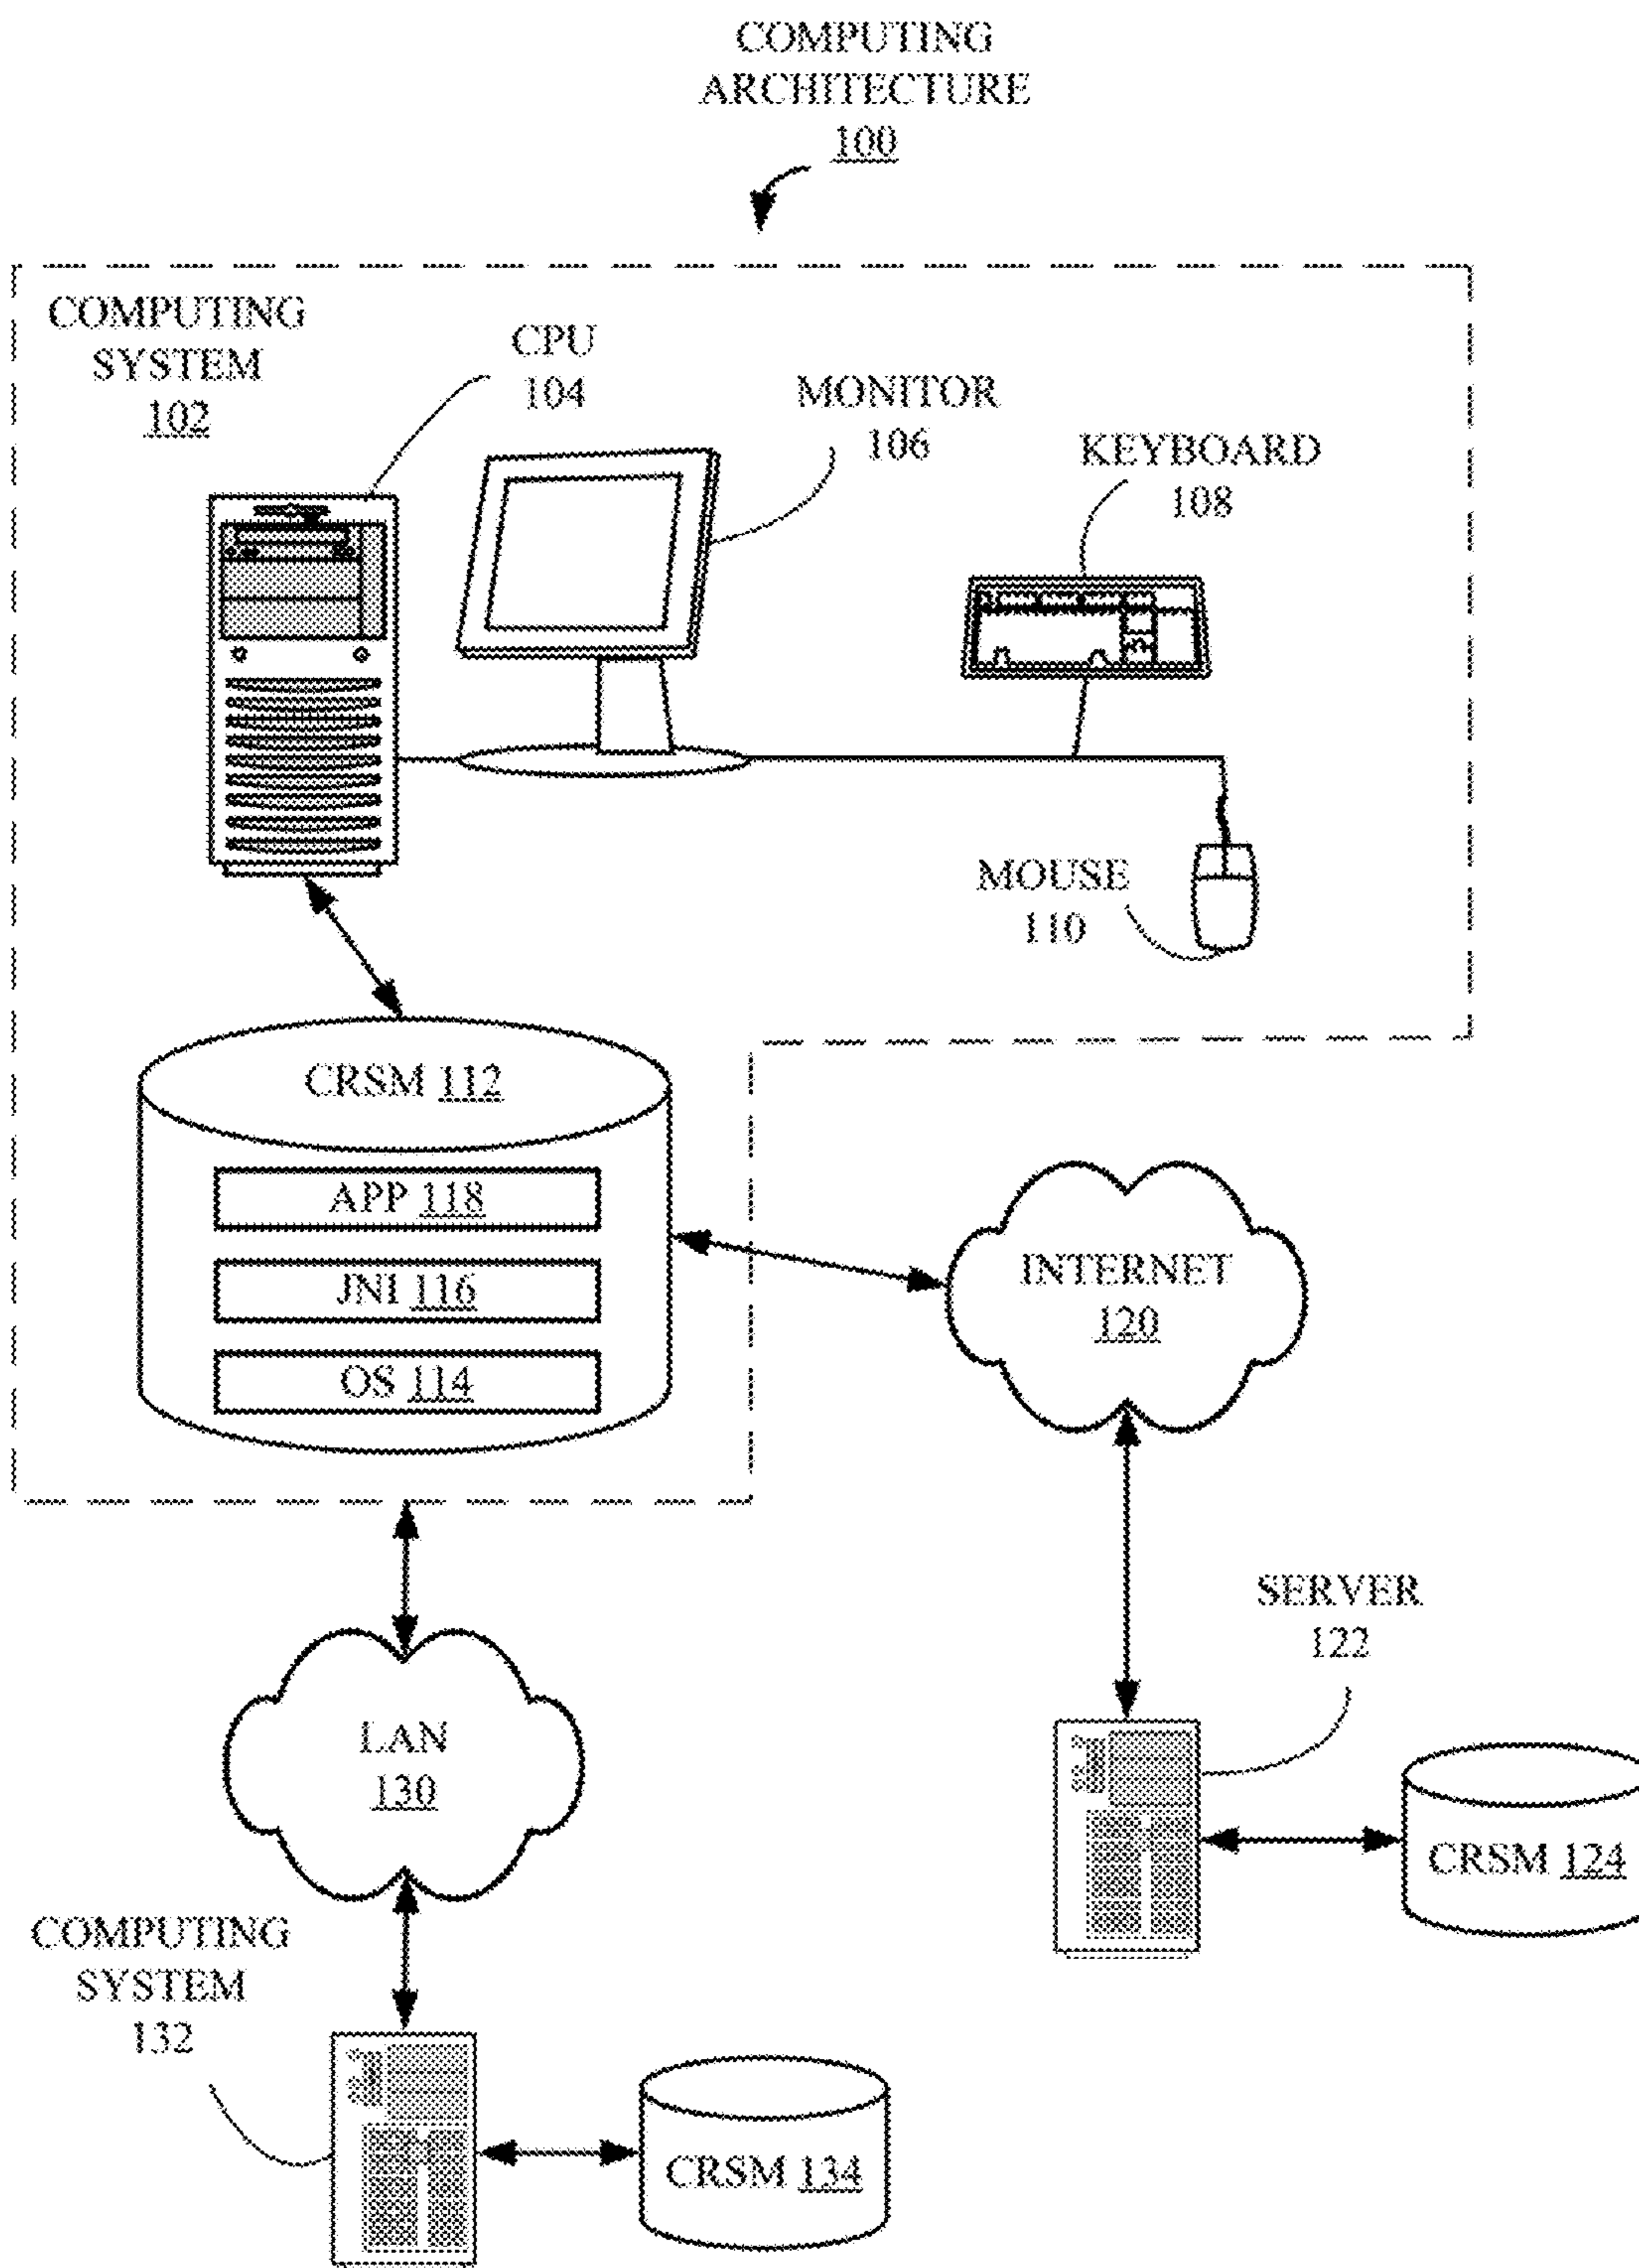 COMPUTING
ARCHITECTURE
100
COMPUTING
SYSTEM
102
CPU
104
MONITOR
106
KEYBOARD
108
MOUSE
110
CRSM 112
APP 118
JNI 116
OS 114
INTERNET
120
SERVER
122
LAN
130
CRSM 124
COMPUTING
SYSTEM
132
CRSM 134